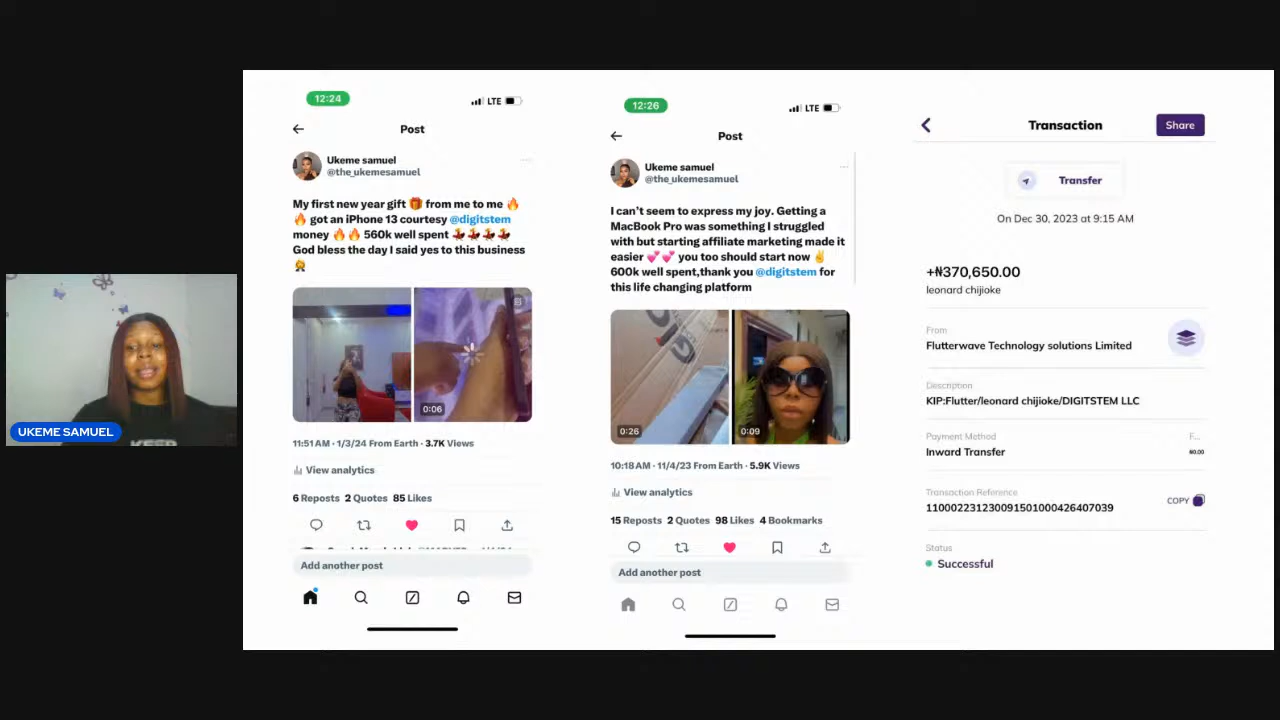 UKEME SAMUEL
12:24
LTE
Post
Ukeme samuel
@the_ukemesamuel
My first new year gift 🎁 from me to me 🔥
🔥 got an iPhone 13 courtesy @digitstem
money 🔥🔥 560k well spent 💃💃💃💃
God bless the day I said yes to this business
0:06
11:51 AM · 1/3/24 From Earth · 3.7K Views
View analytics
6 Reposts 2 Quotes 85 Likes
Add another post
12:26
LTE
Post
Ukeme samuel
@the_ukemesamuel
I can't seem to express my joy. Getting a
MacBook Pro was something I struggled
with but starting affiliate marketing made it
easier 💞💞 you too should start now ✌️
600k well spent,thank you @digitstem for
this life changing platform
0:26
0:09
10:18 AM · 11/4/23 From Earth · 5.9K Views
View analytics
15 Reposts 2 Quotes 98 Likes 4 Bookmarks
Add another post
Transaction
Share
Transfer
On Dec 30, 2023 at 9:15 AM
+₦370,650.00
leonard chijioke
From
Flutterwave Technology solutions Limited
Description
KIP:Flutter/leonard chijioke/DIGITSTEM LLC
Payment Method
F...
Inward Transfer
₦0.00
Transaction Reference
COPY
110002231230091501000426407039
Status
Successful